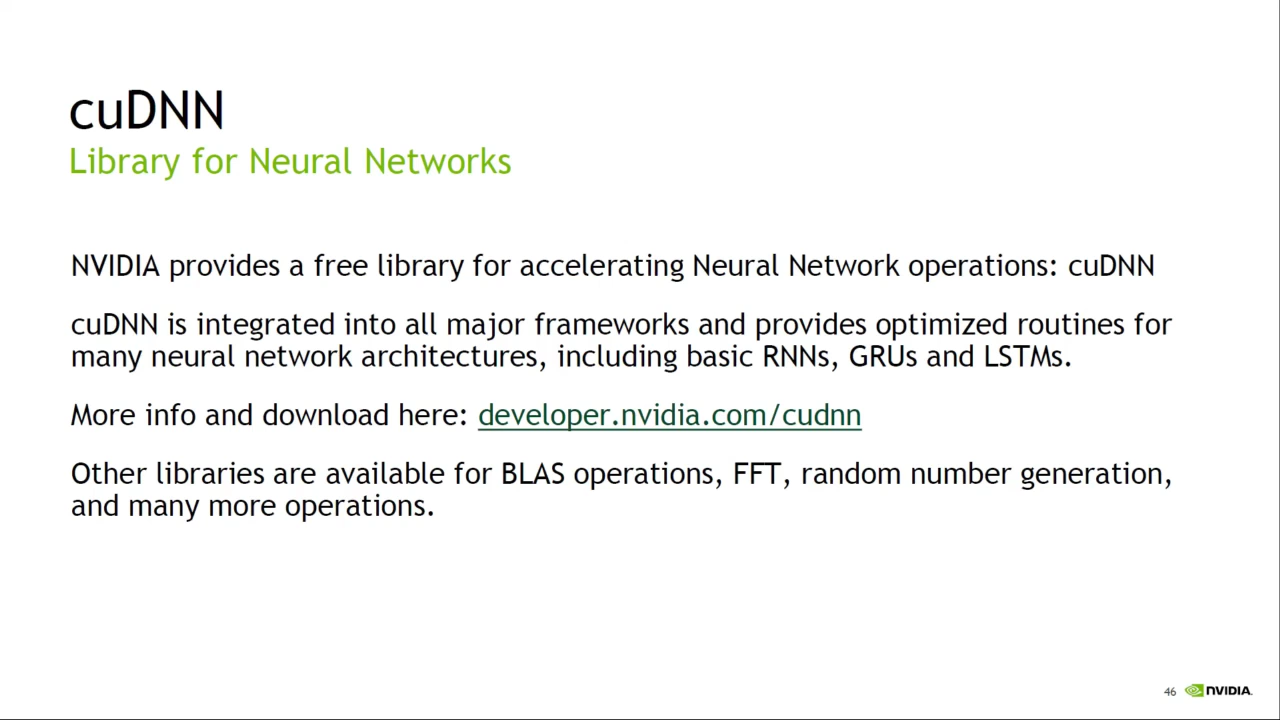 cuDNN
Library for Neural Networks
NVIDIA provides a free library for accelerating Neural Network operations: cuDNN
cuDNN is integrated into all major frameworks and provides optimized routines for
many neural network architectures, including basic RNNs, GRUs and LSTMs.
More info and download here: developer.nvidia.com/cudnn
Other libraries are available for BLAS operations, FFT, random number generation,
and many more operations.
46 NVIDIA.